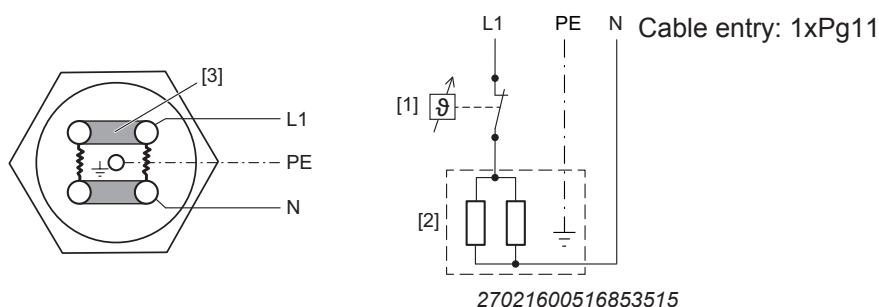 L1 PE N Cable entry: 1xPg11
[3]
[1] ϑ
L1
PE
N
[2]
27021600516853515